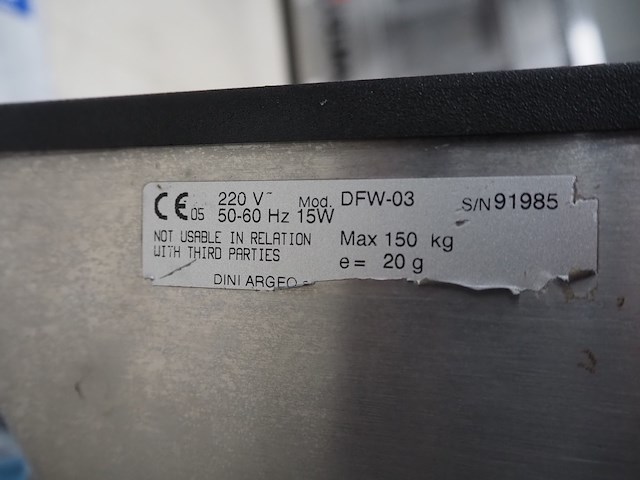 CE 05 220 V~ Mod. DFW-03 S/N 91985
50-60 Hz 15W
NOT USABLE IN RELATION Max 150 kg
WITH THIRD PARTIES e= 20 g
DINI ARGEO